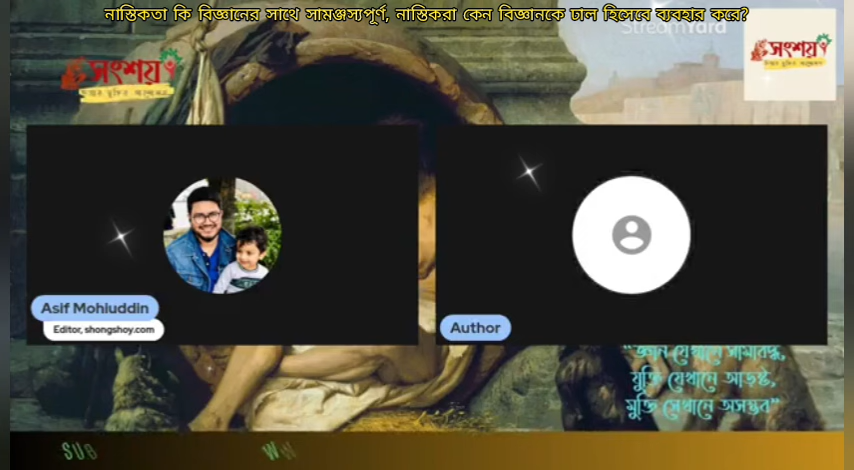 নাস্তিকতা কি বিজ্ঞানের সাথে সামঞ্জস্যপূর্ণ, নাস্তিকরা কেন বিজ্ঞানকে ঢাল হিসেবে ব্যবহার করে?
StreamYard
সংশয়
সংশয়
Asif Mohiuddin
Editor, shongshoy.com
Author
“জ্ঞান যেখানে সীমাবদ্ধ,
যুক্তি যেখানে আড়ষ্ট,
মুক্তি সেখানে অসম্ভব”
SUB
W W